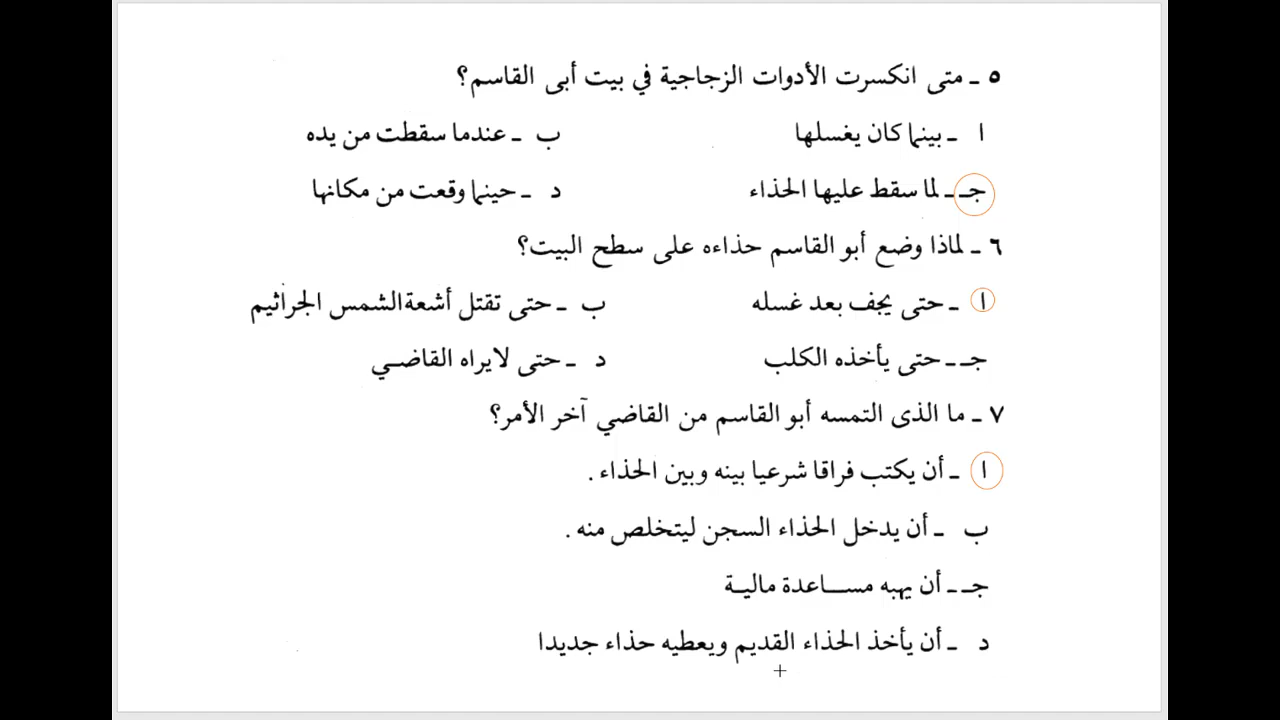 ٥ ـ متى انكسرت الأدوات الزجاجية في بيت أبى القاسم؟
ا ـ بينما كان يغسلها ب ـ عندما سقطت من يده
جـ ـ لما سقط عليها الحذاء د ـ حينما وقعت من مكانها
٦ ـ لماذا وضع أبو القاسم حذاءه على سطح البيت؟
ا ـ حتى يجف بعد غسله ب ـ حتى تقتل أشعة الشمس الجراثيم
جـ ـ حتى يأخذه الكلب د ـ حتى لا يراه القاضي
٧ ـ ما الذى التمسه أبو القاسم من القاضي آخر الأمر؟
ا ـ أن يكتب فراقا شرعيا بينه وبين الحذاء .
ب ـ أن يدخل الحذاء السجن ليتخلص منه .
جـ ـ أن يهبه مساعدة مالية
د ـ أن يأخذ الحذاء القديم ويعطيه حذاء جديدا